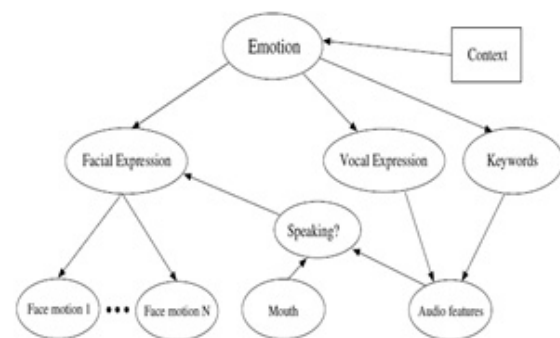 Emotion
Context
Facial Expression
Vocal Expression
Keywords
Speaking?
Face motion 1
Face motion N
Mouth
Audio features